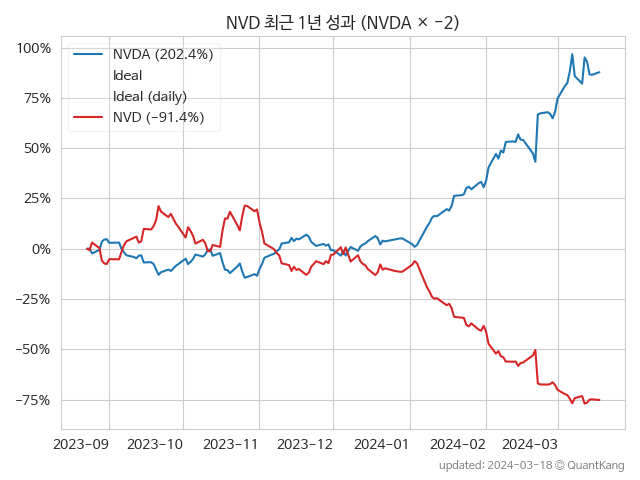 NVD 최근 1년 성과 (NVDA × −2)
NVDA (202.4%)
Ideal
Ideal (daily)
NVD (−91.4%)
100%
75%
50%
25%
0%
−25%
−50%
−75%
2023-09 2023-10 2023-11 2023-12 2024-01 2024-02 2024-03
updated: 2024-03-18 © QuantKang